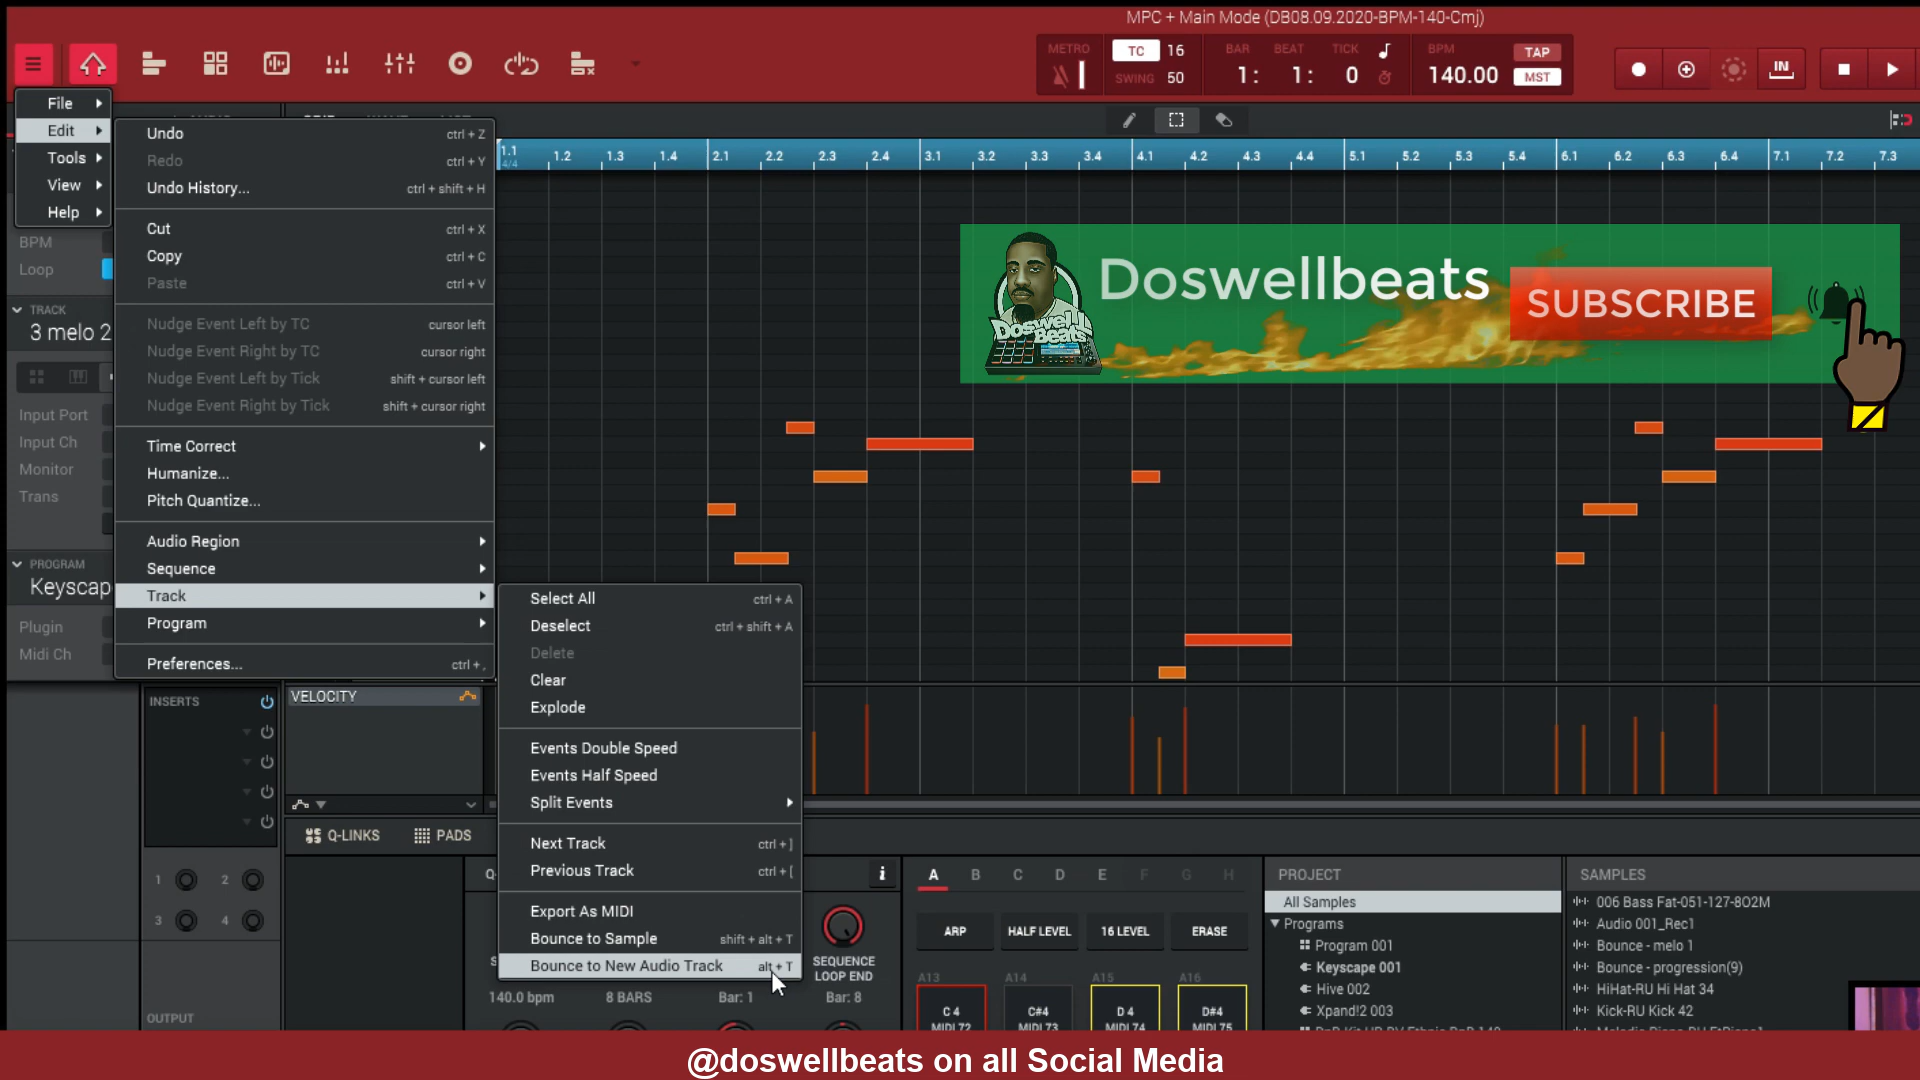 MPC + Main Mode (DB08.09.2020-BPM-140-Cmj)
METRO
TC 16
SWING 50
BAR BEAT TICK
1: 1: 0
BPM
140.00
TAP
MST
IN
File
Edit
Tools
View
Help
BPM
Loop
TRACK
3 melo 2
Input Port
Input Ch
Monitor
Trans
PROGRAM
Keyscap
Plugin
Midi Ch
Undo ctrl + Z
Redo ctrl + Y
Undo History... ctrl + shift + H
Cut ctrl + X
Copy ctrl + C
Paste ctrl + V
Nudge Event Left by TC cursor left
Nudge Event Right by TC cursor right
Nudge Event Left by Tick shift + cursor left
Nudge Event Right by Tick shift + cursor right
Time Correct
Humanize...
Pitch Quantize...
Audio Region
Sequence
Track
Program
Preferences... ctrl + ,
1.1 1.2 1.3 1.4 2.1 2.2 2.3 2.4 3.1 3.2 3.3 3.4 4.1 4.2 4.3 4.4 5.1 5.2 5.3 5.4 6.1 6.2 6.3 6.4 7.1 7.2 7.3
4/4
Doswellbeats
SUBSCRIBE
Doswell
Beats
Select All ctrl + A
Deselect ctrl + shift + A
Delete
Clear
Explode
Events Double Speed
Events Half Speed
Split Events
Next Track ctrl + ]
Previous Track ctrl + [
Export As MIDI
Bounce to Sample shift + alt + T
Bounce to New Audio Track alt + T
INSERTS
VELOCITY
Q-LINKS PADS
1 2
3 4
OUTPUT
SEQUENCE
LOOP END
140.0 bpm 8 BARS Bar: 1 Bar: 8
A B C D E F G H
ARP HALF LEVEL 16 LEVEL ERASE
A13 A14 A15 A16
C 4 C#4 D 4 D#4
MIDI 72 MIDI 73 MIDI 74 MIDI 75
PROJECT
All Samples
Programs
Program 001
Keyscape 001
Hive 002
Xpand!2 003
SAMPLES
006 Bass Fat-051-127-8O2M
Audio 001_Rec1
Bounce - melo 1
Bounce - progression(9)
HiHat-RU Hi Hat 34
Kick-RU Kick 42
@doswellbeats on all Social Media